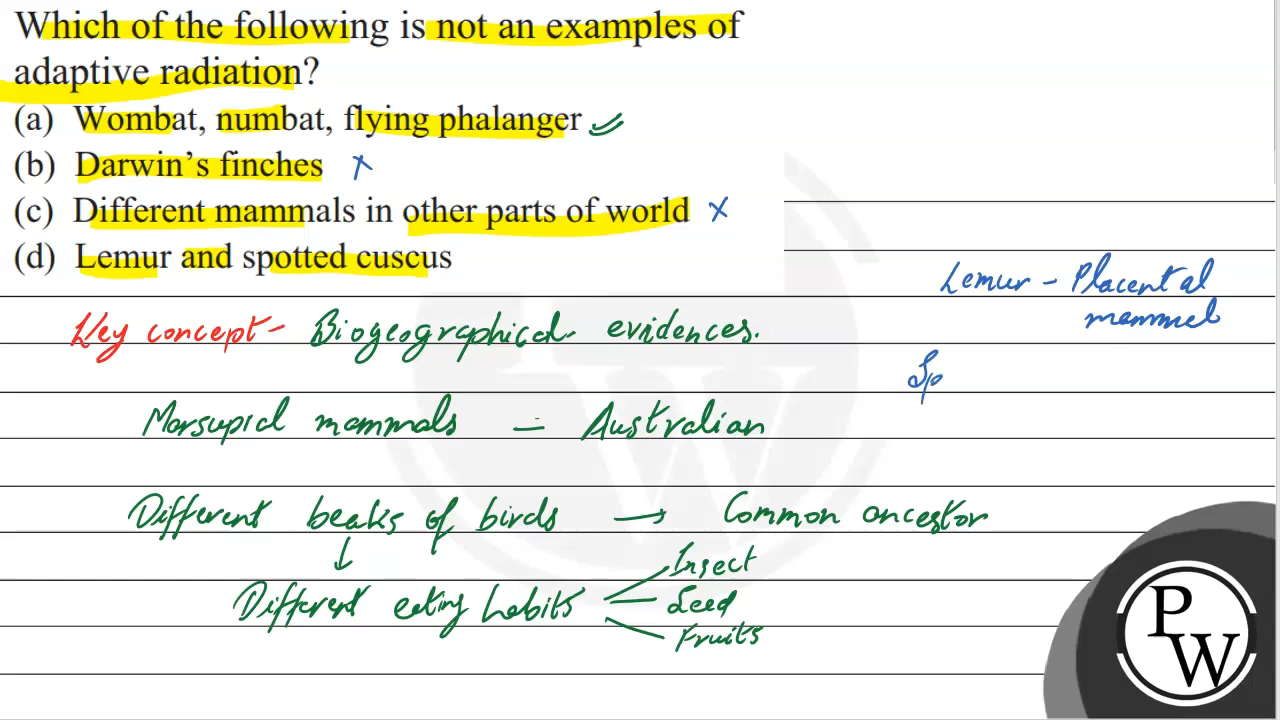 Which of the following is not an examples of
adaptive radiation?
(a) Wombat, numbat, flying phalanger
(b) Darwin's finches
(c) Different mammals in other parts of world
(d) Lemur and spotted cuscus
Lemur - Placental
mammel
Key concept - Biogeographical evidences.
Sp
Marsupial mammals = Australian
Different beaks of birds → Common ancestor
Different eating habits
Insect
Seed
Fruits
PW